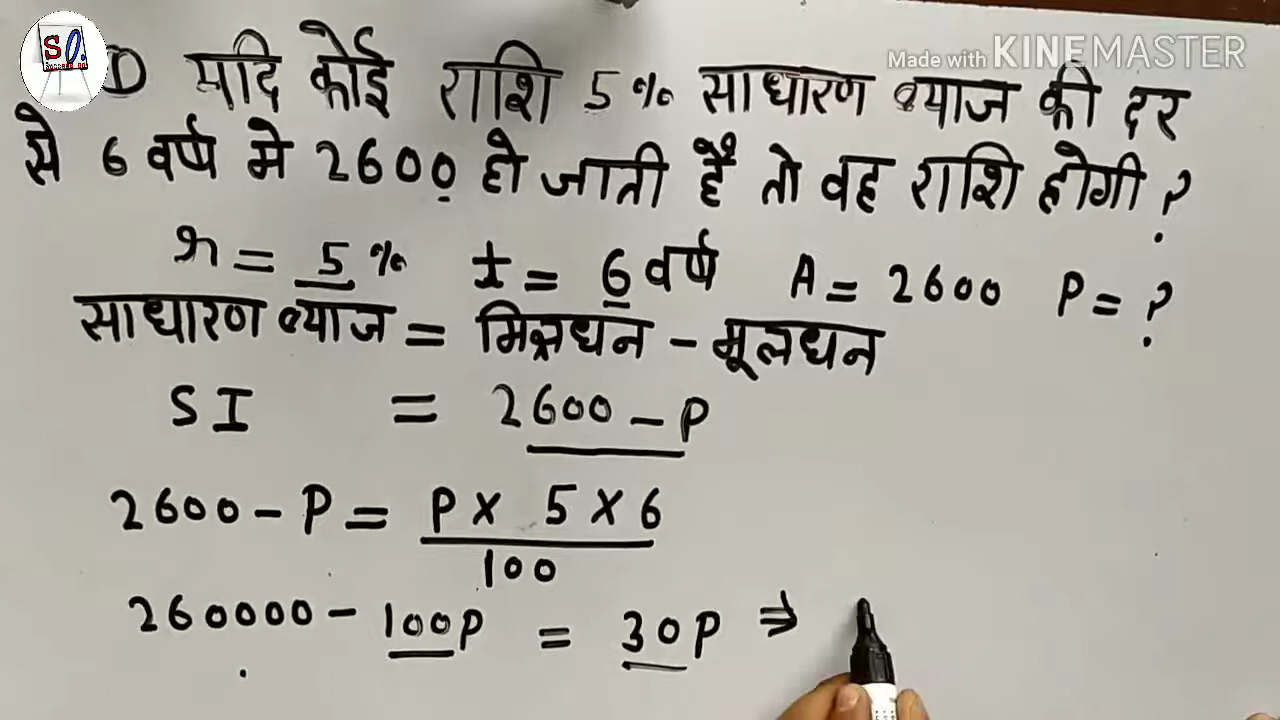 Made with KINEMASTER
Sl
① यदि कोई राशि 5% साधारण ब्याज की दर
से 6 वर्ष मे 2600 हो जाती है तो वह राशि होगी ?
r = 5% t = 6 वर्ष A = 2600 P = ?
साधारण ब्याज = मिश्रधन - मूलधन
SI = 2600 - P
2600 - P = P x 5 x 6
100
260000 - 100P = 30P ⇒